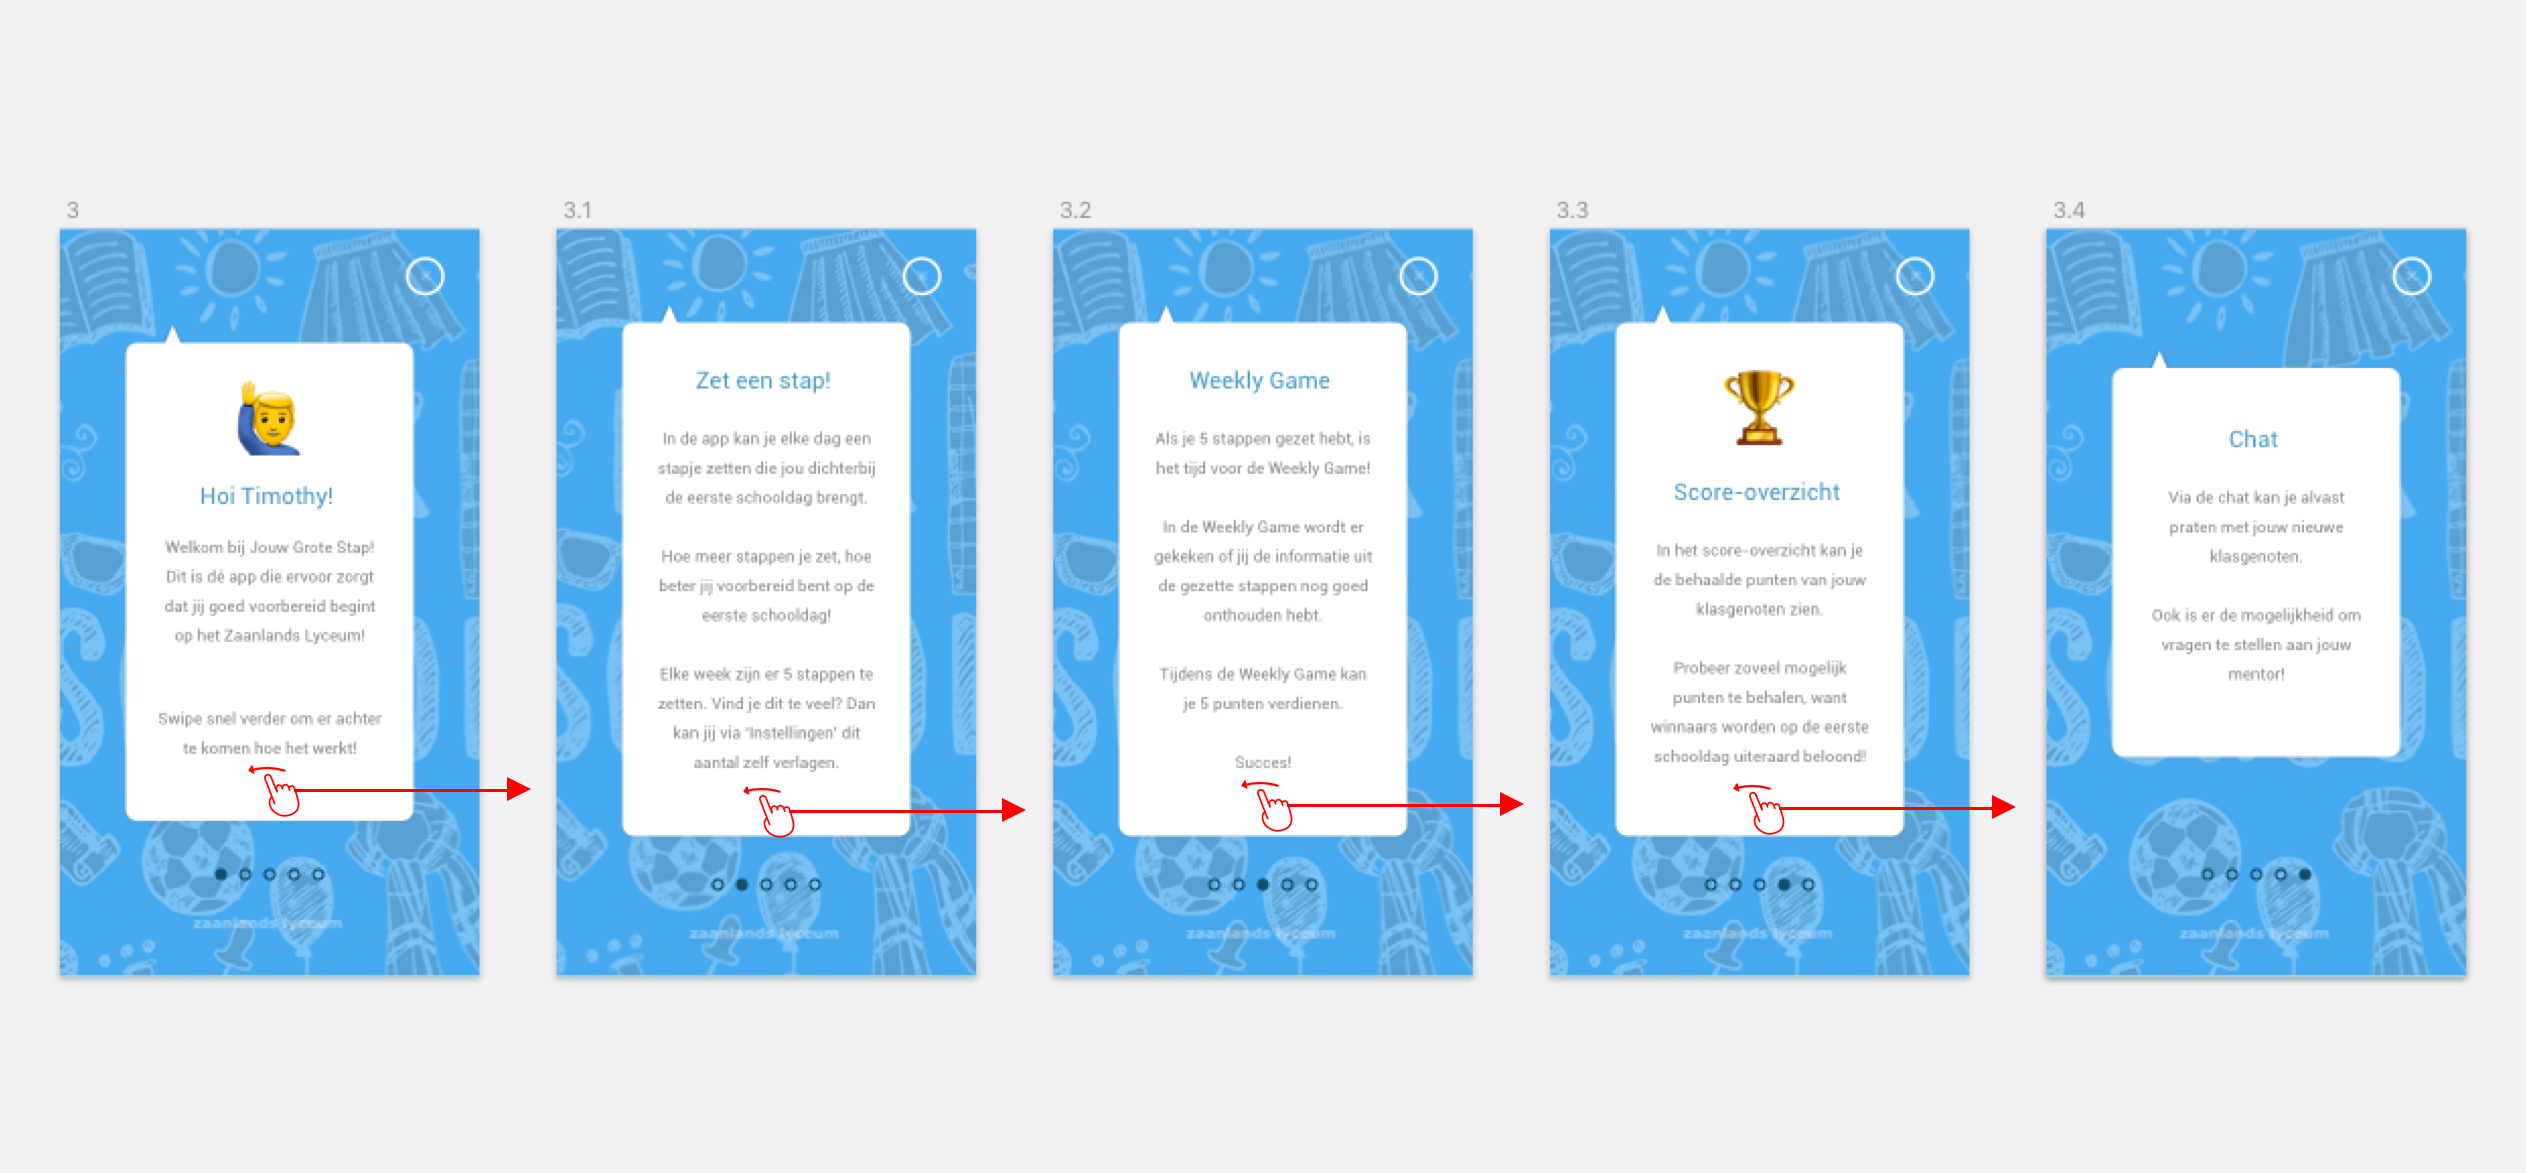 3
Hoi Timothy!
Welkom bij Jouw Grote Stap!
Dit is dé app die ervoor zorgt
dat jij goed voorbereid begint
op het Zaanlands Lyceum!
Swipe snel verder om er achter
te komen hoe het werkt!
zaanlands lyceum
3.1
Zet een stap!
In de app kan je elke dag een
stapje zetten die jou dichterbij
de eerste schooldag brengt.
Hoe meer stappen je zet, hoe
beter jij voorbereid bent op de
eerste schooldag!
Elke week zijn er 5 stappen te
zetten. Vind je dit te veel? Dan
kan jij via 'Instellingen' dit
aantal zelf verlagen.
zaanlands lyceum
3.2
Weekly Game
Als je 5 stappen gezet hebt, is
het tijd voor de Weekly Game!
In de Weekly Game wordt er
gekeken of jij de informatie uit
de gezette stappen nog goed
onthouden hebt.
Tijdens de Weekly Game kan
je 5 punten verdienen.
Succes!
zaanlands lyceum
3.3
Score-overzicht
In het score-overzicht kan je
de behaalde punten van jouw
klasgenoten zien.
Probeer zoveel mogelijk
punten te behalen, want
winnaars worden op de eerste
schooldag uiteraard beloond!
zaanlands lyceum
3.4
Chat
Via de chat kan je alvast
praten met jouw nieuwe
klasgenoten.
Ook is er de mogelijkheid om
vragen te stellen aan jouw
mentor!
zaanlands lyceum